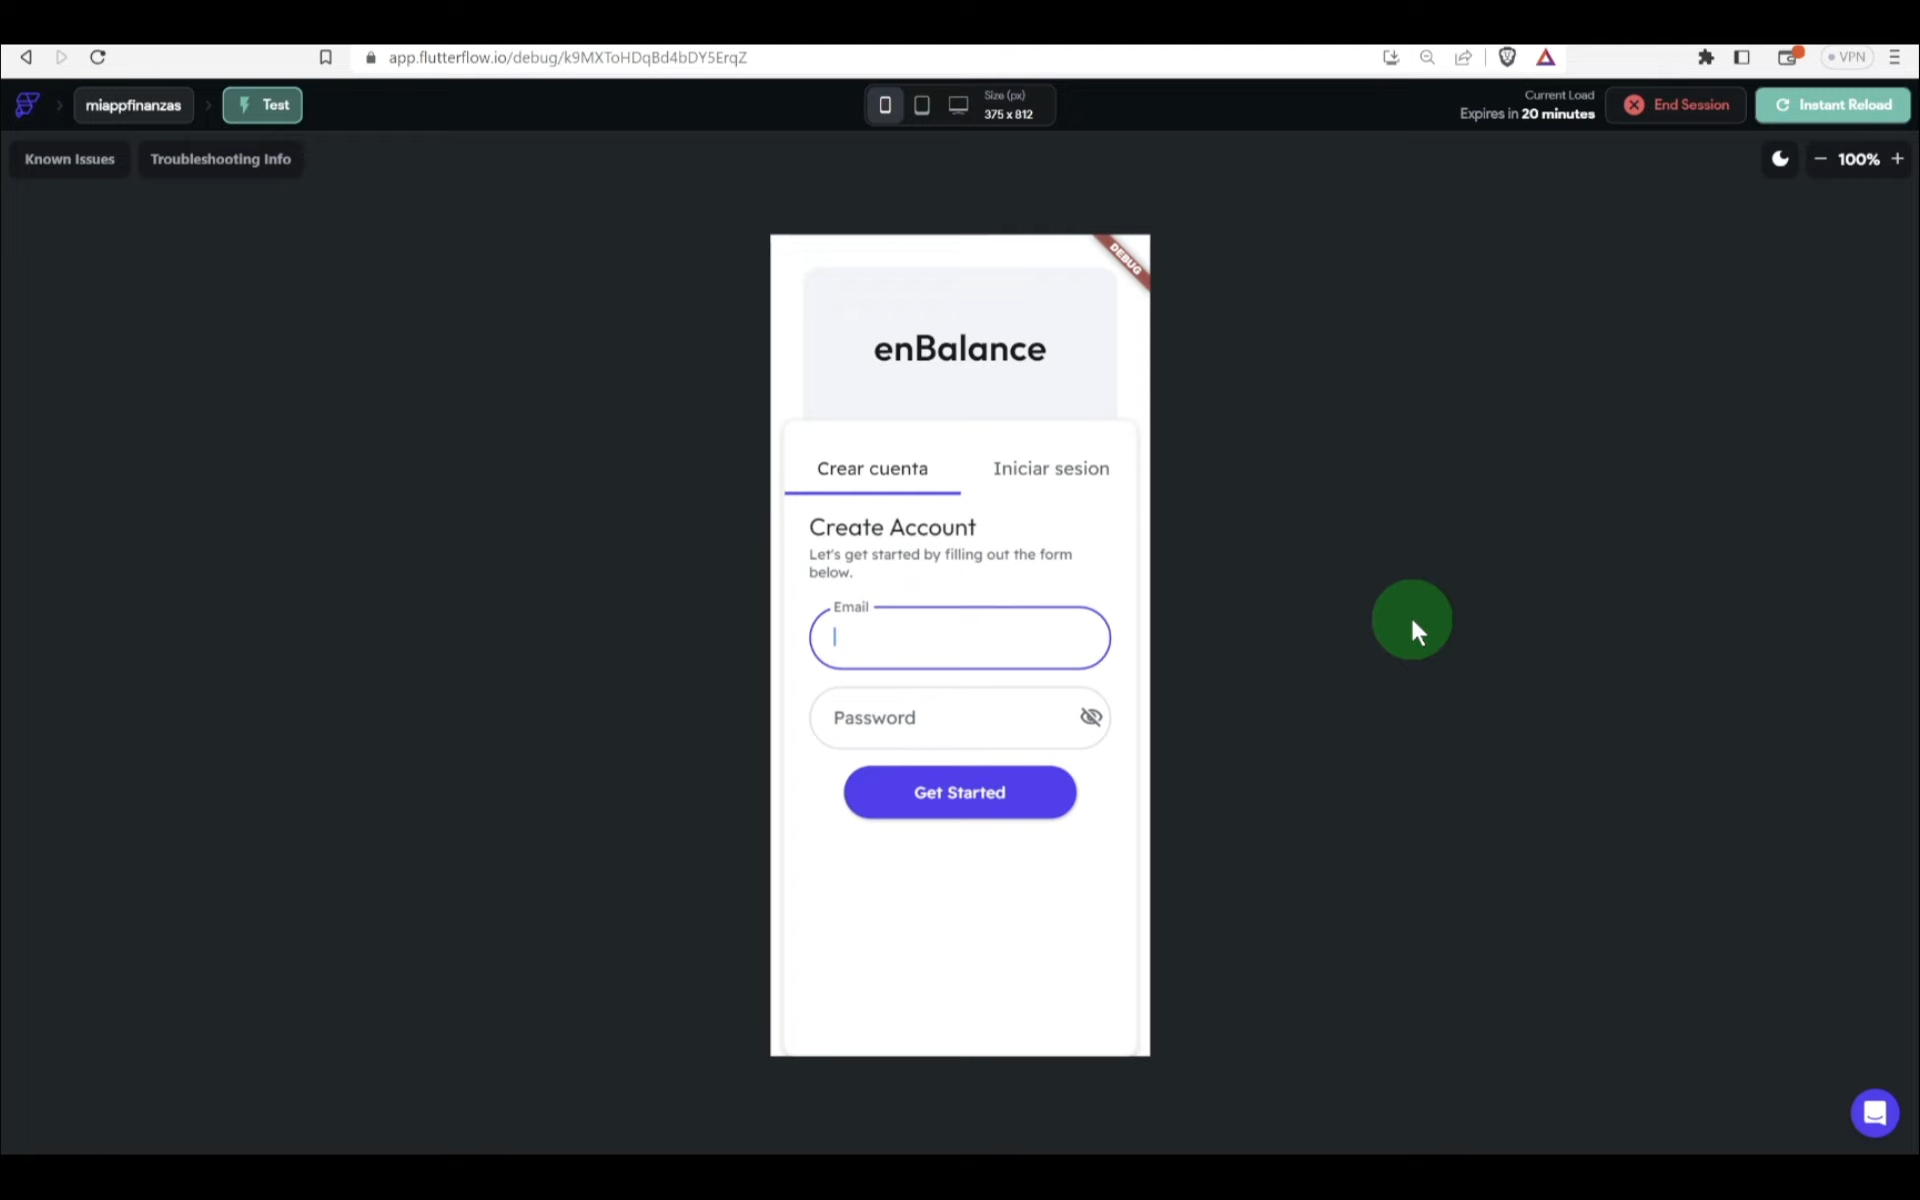 app.flutterflow.io/debug/k9MXToHDqBd4bDY5ErqZ
VPN
miappfinanzas
Test
Size (px)
375 x 812
Current Load
Expires in 20 minutes
End Session
Instant Reload
Known Issues
Troubleshooting Info
100%
DEBUG
enBalance
Crear cuenta
Iniciar sesion
Create Account
Let's get started by filling out the form
below.
Email
Password
Get Started